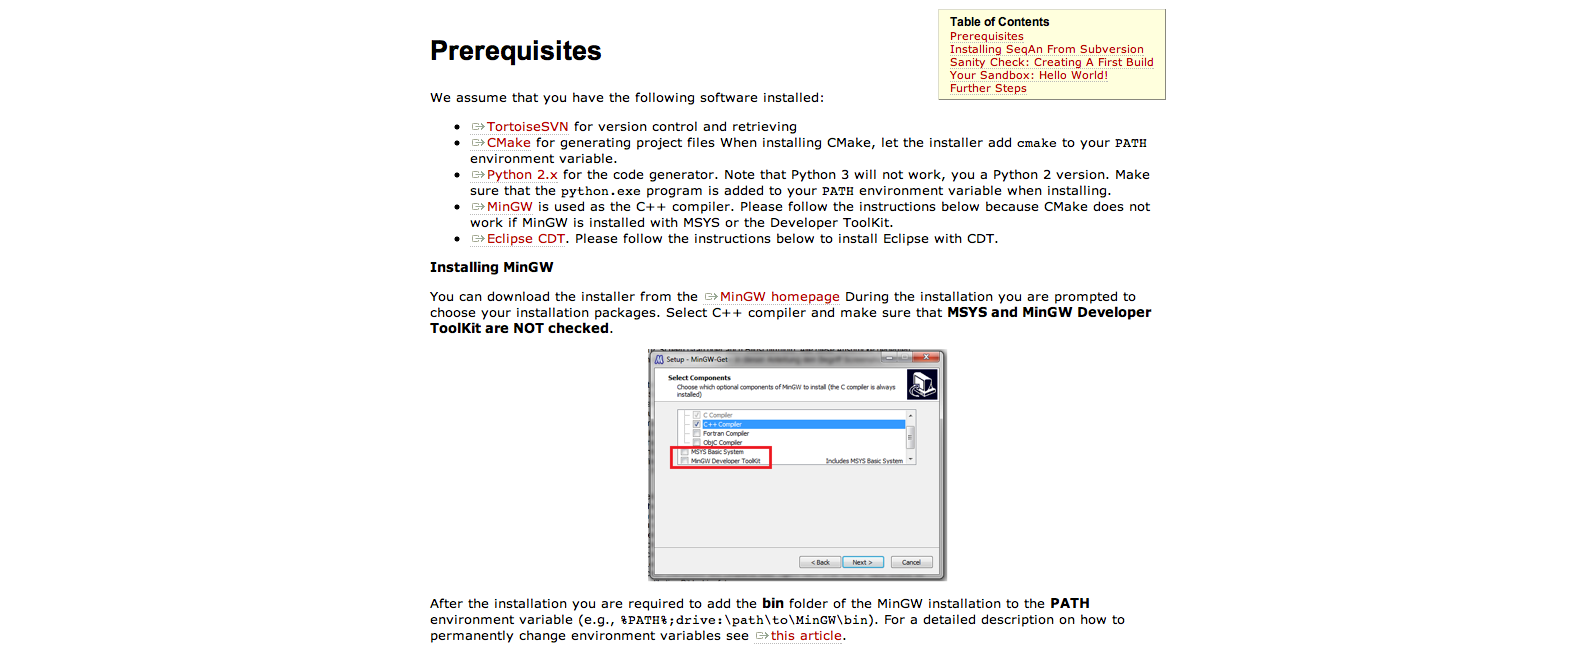 Table of Contents
Prerequisites
Installing SeqAn From Subversion
Sanity Check: Creating A First Build
Your Sandbox: Hello World!
Further Steps
Prerequisites
We assume that you have the following software installed:
TortoiseSVN for version control and retrieving
CMake for generating project files When installing CMake, let the installer add cmake to your PATH
environment variable.
Python 2.x for the code generator. Note that Python 3 will not work, you a Python 2 version. Make
sure that the python.exe program is added to your PATH environment variable when installing.
MinGW is used as the C++ compiler. Please follow the instructions below because CMake does not
work if MinGW is installed with MSYS or the Developer ToolKit.
Eclipse CDT. Please follow the instructions below to install Eclipse with CDT.
Installing MinGW
You can download the installer from the MinGW homepage During the installation you are prompted to
choose your installation packages. Select C++ compiler and make sure that MSYS and MinGW Developer
ToolKit are NOT checked.
Setup - MinGW-Get
Select Components
Choose which optional components of MinGW to install (the C compiler is always
installed)
C Compiler
C++ Compiler
Fortran Compiler
ObjC Compiler
MSYS Basic System
MinGW Developer ToolKit Includes MSYS Basic System
< Back Next > Cancel
After the installation you are required to add the bin folder of the MinGW installation to the PATH
environment variable (e.g., %PATH%;drive:\path\to\MinGW\bin). For a detailed description on how to
permanently change environment variables see this article.